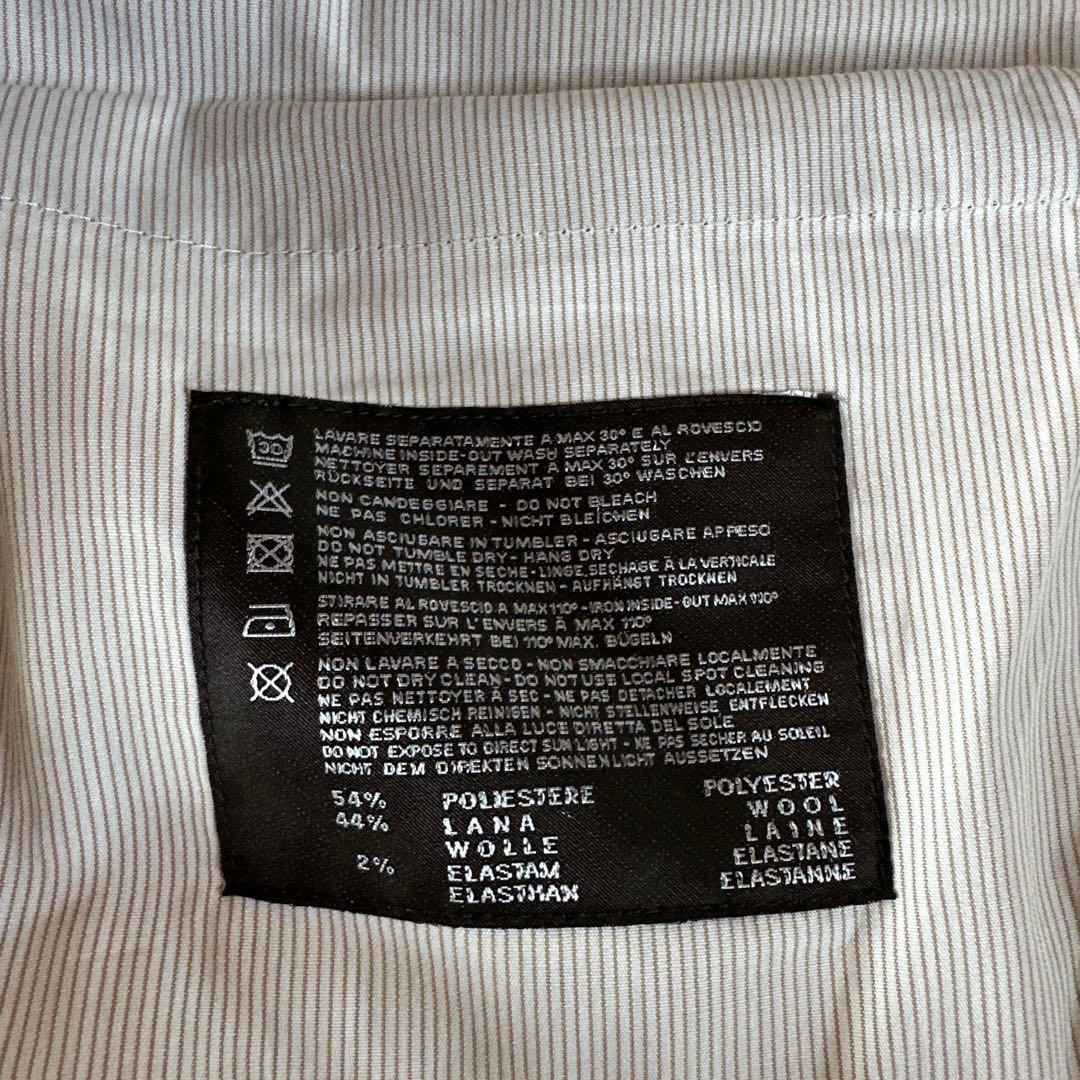 30
LAVARE SEPARATAMENTE A MAX 30° E AL ROVESCIO
MACHINE INSIDE-OUT WASH SEPARATELY
NETTOYER SEPAREMENT A MAX 30° SUR L'ENVERS
RÜCKSEITE UND SEPARAT BEI 30° WASCHEN
NON CANDEGGIARE - DO NOT BLEACH
NE PAS CHLORER - NICHT BLEICHEN
NON ASCIUGARE IN TUMBLER - ASCIUGARE APPESO
DO NOT TUMBLE DRY - HANG DRY
NE PAS METTRE EN SECHE - LINGE, SECHAGE À LA VERTICALE
NICHT IN TUMBLER TROCKNEN - AUFHÄNGT TROCKNEN
STIRARE AL ROVESCIO A MAX 110° - IRON INSIDE - OUT MAX 110°
REPASSER SUR L'ENVERS À MAX 110°
SEITENVERKEHRT BEI 110° MAX. BÜGELN
NON LAVARE A SECCO - NON SMACCHIARE LOCALMENTE
DO NOT DRY CLEAN - DO NOT USE LOCAL SPOT CLEANING
NE PAS NETTOYER À SEC - NE PAS DETACHER LOCALEMENT
NICHT CHEMISCH REINIGEN - NICHT STELLENWEISE ENTFLECKEN
NON ESPORRE ALLA LUCE DIRETTA DEL SOLE
DO NOT EXPOSE TO DIRECT SUN LIGHT - NE PAS SECHER AU SOLEIL
NICHT DEM DIREKTEN SONNENLICHT AUSSETZEN
54% POLIESTERE POLYESTER
44% LANA WOOL
WOLLE LAINE
2% ELASTAM ELASTANE
ELASTHAN ELASTANNE